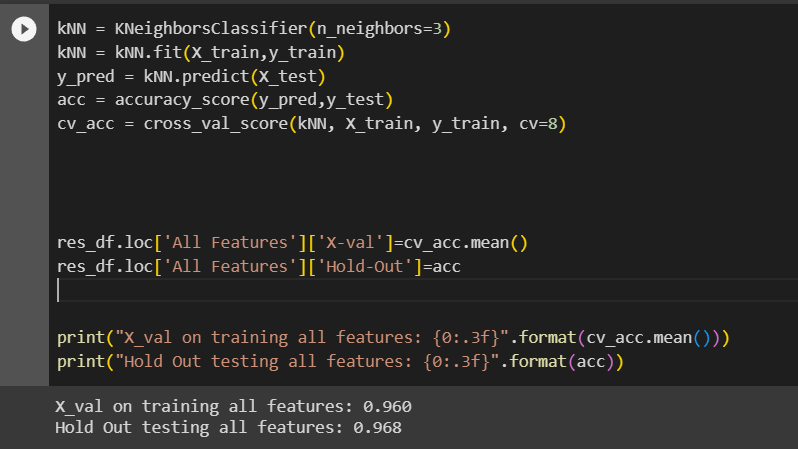 kNN = KNeighborsClassifier(n_neighbors=3)
kNN = kNN.fit(X_train,y_train)
y_pred = kNN.predict(X_test)
acc = accuracy_score(y_pred,y_test)
cv_acc = cross_val_score(kNN, X_train, y_train, cv=8)
res_df.loc['All Features']['X-val']=cv_acc.mean()
res_df.loc['All Features']['Hold-Out']=acc
print("X_val on training all features: {0:.3f}".format(cv_acc.mean()))
print("Hold Out testing all features: {0:.3f}".format(acc))
X_val on training all features: 0.960
Hold Out testing all features: 0.968